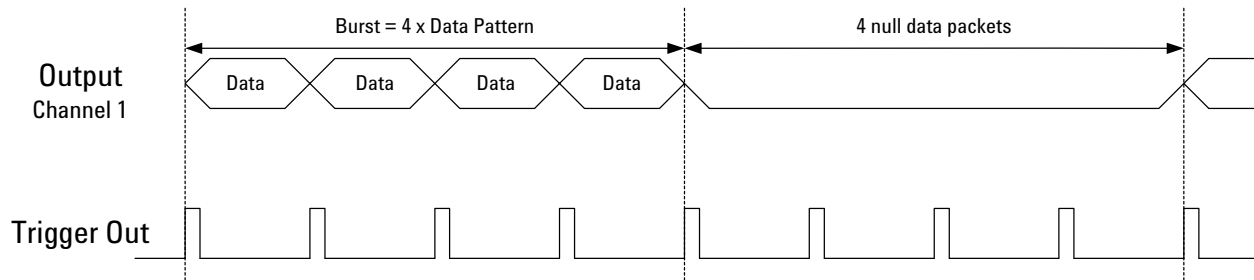 Burst = 4 x Data Pattern
4 null data packets
Output
Channel 1
Data
Data
Data
Data
Trigger Out